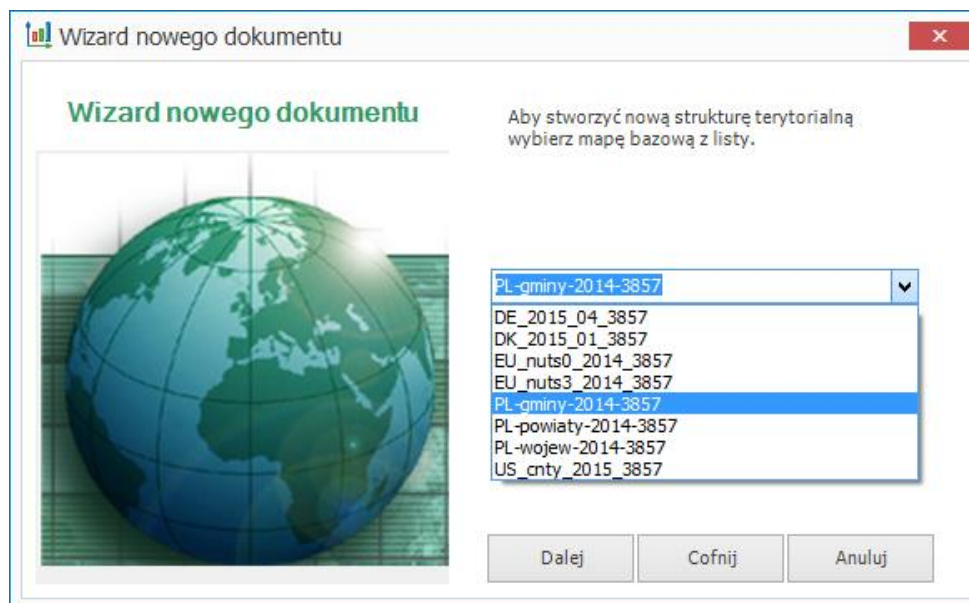 Wizard nowego dokumentu
Wizard nowego dokumentu
Aby stworzyć nową strukturę terytorialną
wybierz mapę bazową z listy.
PL-gminy-2014-3857
DE_2015_04_3857
DK_2015_01_3857
EU_nuts0_2014_3857
EU_nuts3_2014_3857
PL-gminy-2014-3857
PL-powiaty-2014-3857
PL-wojew-2014-3857
US_cnty_2015_3857
Dalej
Cofnij
Anuluj